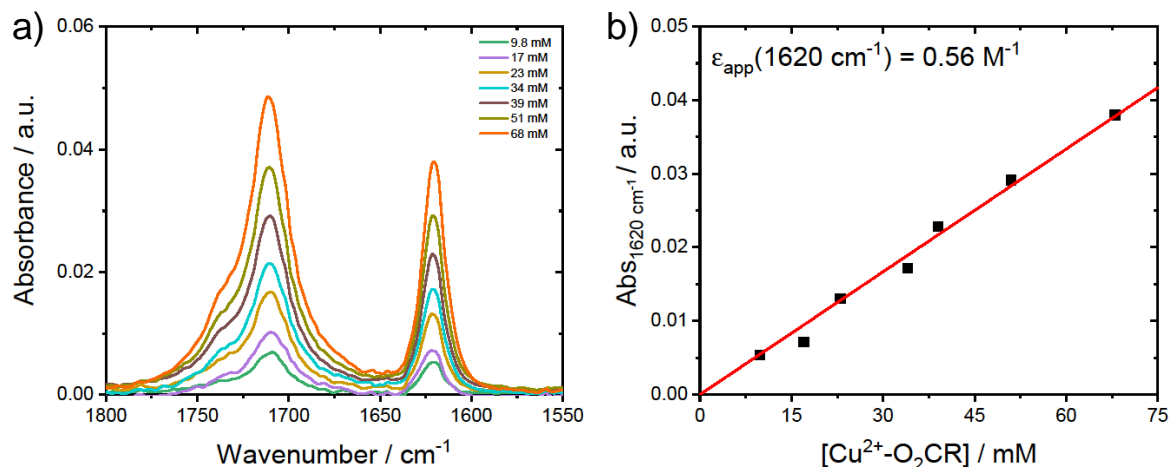 a)
0.06
0.04
0.02
0.00
Absorbance / a.u.
1800
1750
1700
1650
1600
1550
Wavenumber / cm⁻¹
9.8 mM
17 mM
23 mM
34 mM
39 mM
51 mM
68 mM
b)
εapp(1620 cm⁻¹) = 0.56 M⁻¹
0.05
0.04
0.03
0.02
0.01
0.00
Abs1620 cm⁻¹ / a.u.
0
15
30
45
60
75
[Cu²⁺-O₂CR] / mM